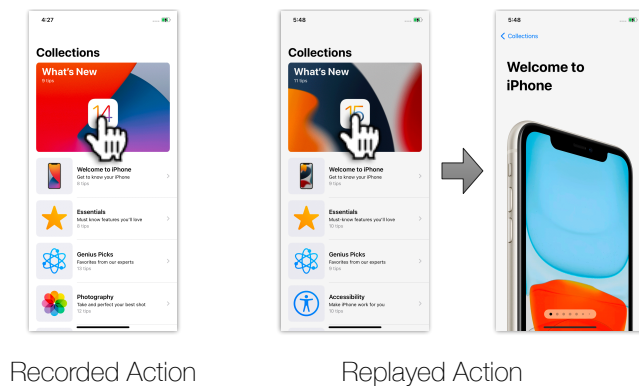 4:27
Collections
What's New
9 tips
14
Welcome to iPhone
Get to know your iPhone
8 tips
Essentials
Must know features you'll love
8 tips
Genius Picks
Favorites from our experts
13 tips
Photography
Take and perfect your best shot
12 tips
Recorded Action
5:48
Collections
What's New
11 tips
15
Welcome to iPhone
Get to know your iPhone
9 tips
Essentials
Must-know features you'll love
10 tips
Genius Picks
Favorites from our experts
9 tips
Accessibility
Make iPhone work for you
10 tips
5:48
Collections
Welcome to
iPhone
Replayed Action